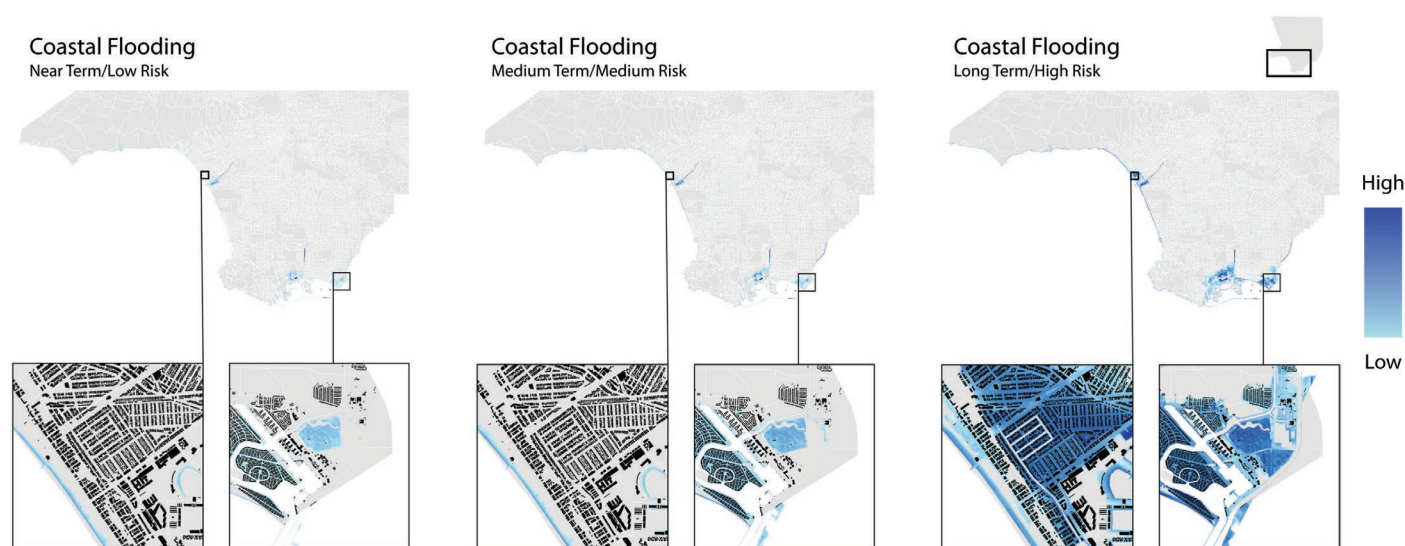 Coastal Flooding
Near Term/Low Risk
Coastal Flooding
Medium Term/Medium Risk
Coastal Flooding
Long Term/High Risk
High
Low